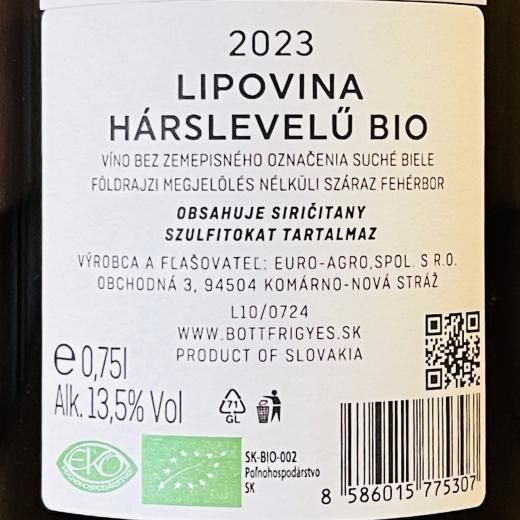 2023
LIPOVINA
HÁRSLEVELŰ BIO
VÍNO BEZ ZEMEPISNÉHO OZNAČENIA SUCHÉ BIELE
FÖLDRAJZI MEGJELÖLÉS NÉLKÜLI SZÁRAZ FEHÉRBOR
OBSAHUJE SIRIČITANY
SZULFITOKAT TARTALMAZ
VÝROBCA A FĽAŠOVATEĽ: EURO-AGRO,SPOL. S R.O.
OBCHODNÁ 3, 94504 KOMÁRNO-NOVÁ STRÁŽ
L10/0724
WWW.BOTTFRIGYES.SK
PRODUCT OF SLOVAKIA
e 0,75l
Alk. 13,5% Vol
71
GL
EKO
POĽNOHOSPODÁRSTVO
SK-BIO-002
Poľnohospodárstvo
SK
8 586015 775307